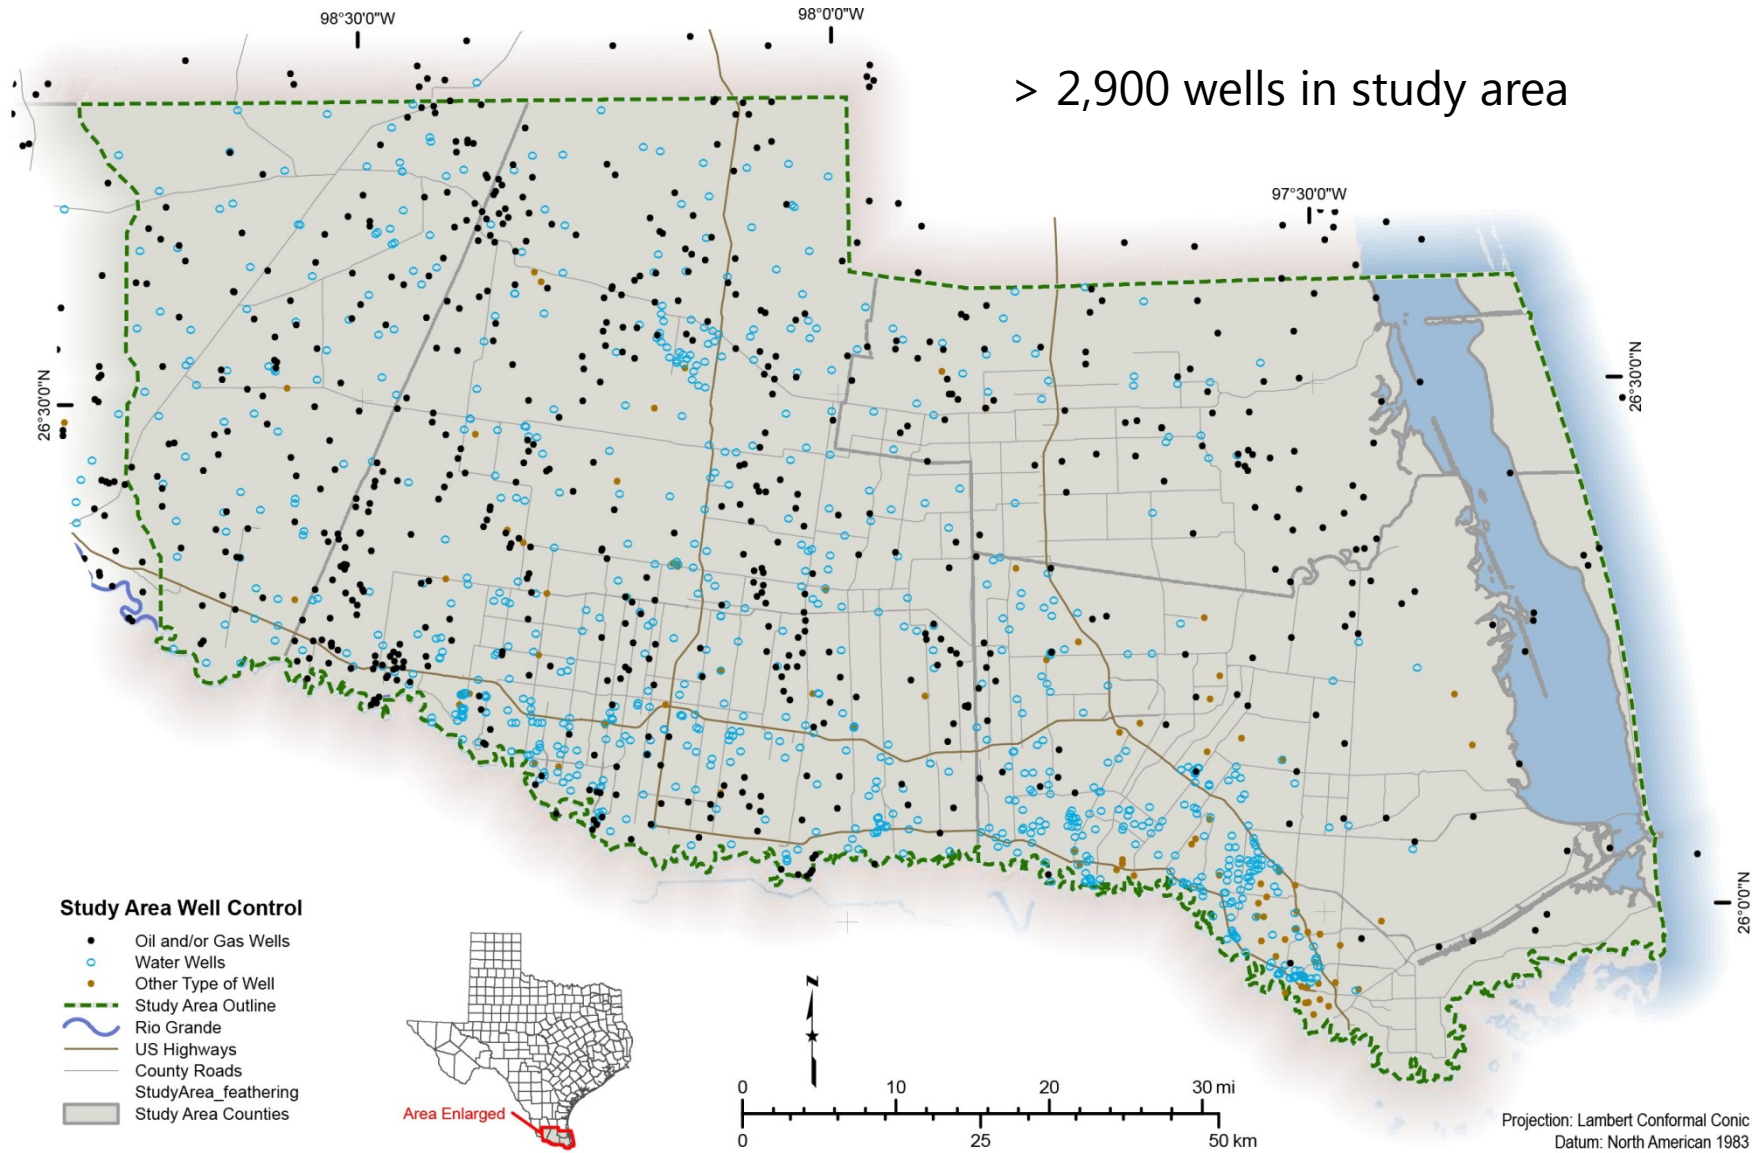 98°30'0"W
98°0'0"W
> 2,900 wells in study area
97°30'0"W
26°30'0"N
26°30'0"N
26°0'0"N
Study Area Well Control
Oil and/or Gas Wells
Water Wells
Other Type of Well
Study Area Outline
Rio Grande
US Highways
County Roads
StudyArea_feathering
Study Area Counties
Area Enlarged
N
0 10 20 30 mi
0 25 50 km
Projection: Lambert Conformal Conic
Datum: North American 1983